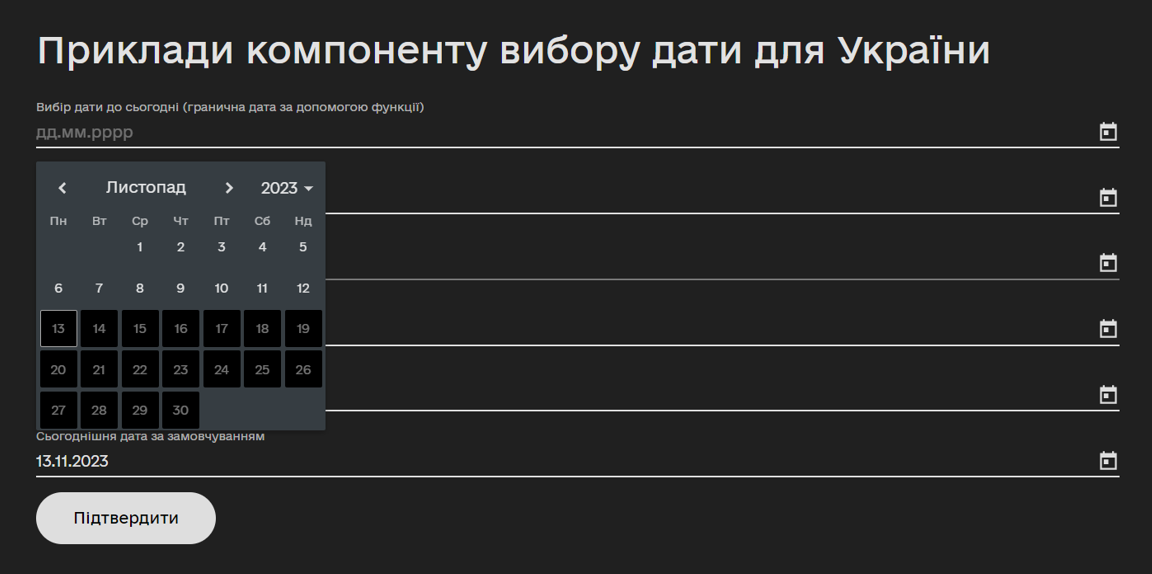 Приклади компоненту вибору дати для України
Вибір дати до сьогодні (гранична дата за допомогою функції)
дд.мм.рррр
Листопад 2023
Пн Вт Ср Чт Пт Сб Нд
1 2 3 4 5
6 7 8 9 10 11 12
13 14 15 16 17 18 19
20 21 22 23 24 25 26
27 28 29 30
Сьогоднішня дата за замовчуванням
13.11.2023
Підтвердити